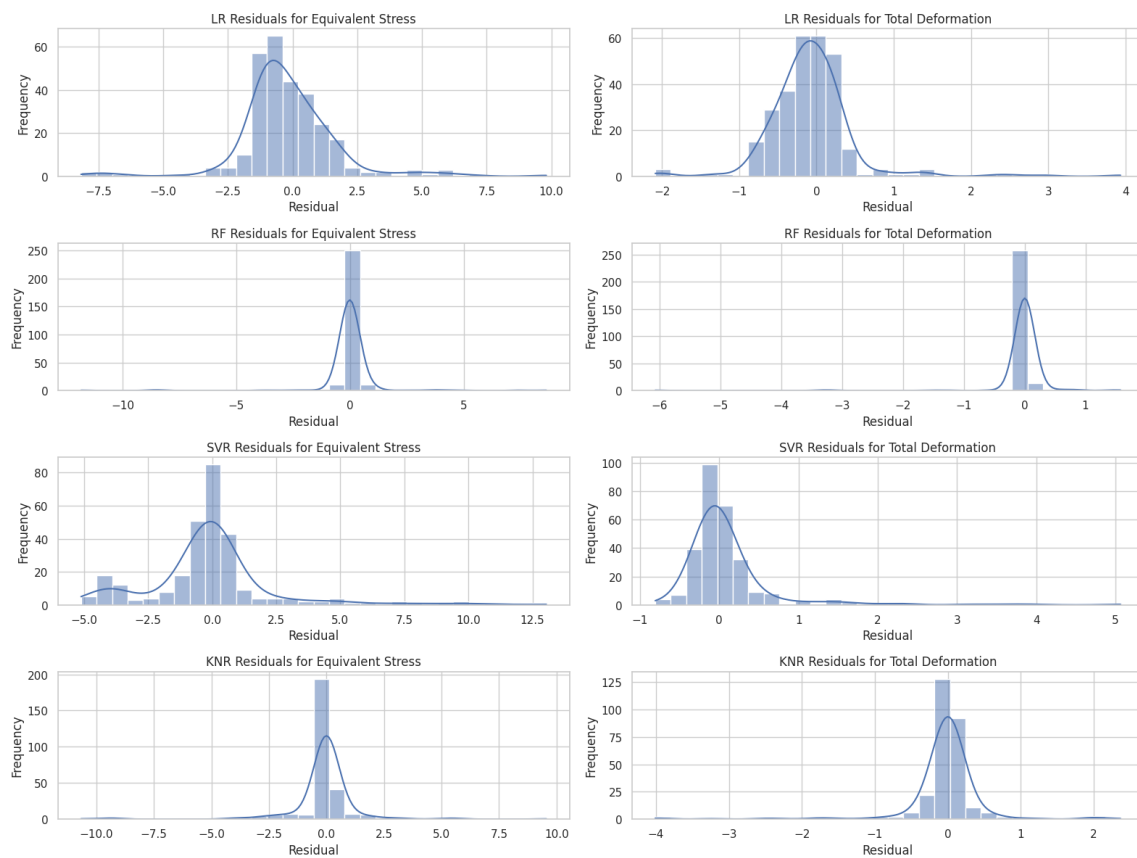 LR Residuals for Equivalent Stress
Frequency
60
40
20
0
−7.5 −5.0 −2.5 0.0 2.5 5.0 7.5 10.0
Residual
LR Residuals for Total Deformation
Frequency
60
40
20
0
−2 −1 0 1 2 3 4
Residual
RF Residuals for Equivalent Stress
Frequency
250
200
150
100
50
0
−10 −5 0 5
Residual
RF Residuals for Total Deformation
Frequency
250
200
150
100
50
0
−6 −5 −4 −3 −2 −1 0 1
Residual
SVR Residuals for Equivalent Stress
Frequency
80
60
40
20
0
−5.0 −2.5 0.0 2.5 5.0 7.5 10.0 12.5
Residual
SVR Residuals for Total Deformation
Frequency
100
80
60
40
20
0
−1 0 1 2 3 4 5
Residual
KNR Residuals for Equivalent Stress
Frequency
200
150
100
50
0
−10.0 −7.5 −5.0 −2.5 0.0 2.5 5.0 7.5 10.0
Residual
KNR Residuals for Total Deformation
Frequency
125
100
75
50
25
0
−4 −3 −2 −1 0 1 2
Residual